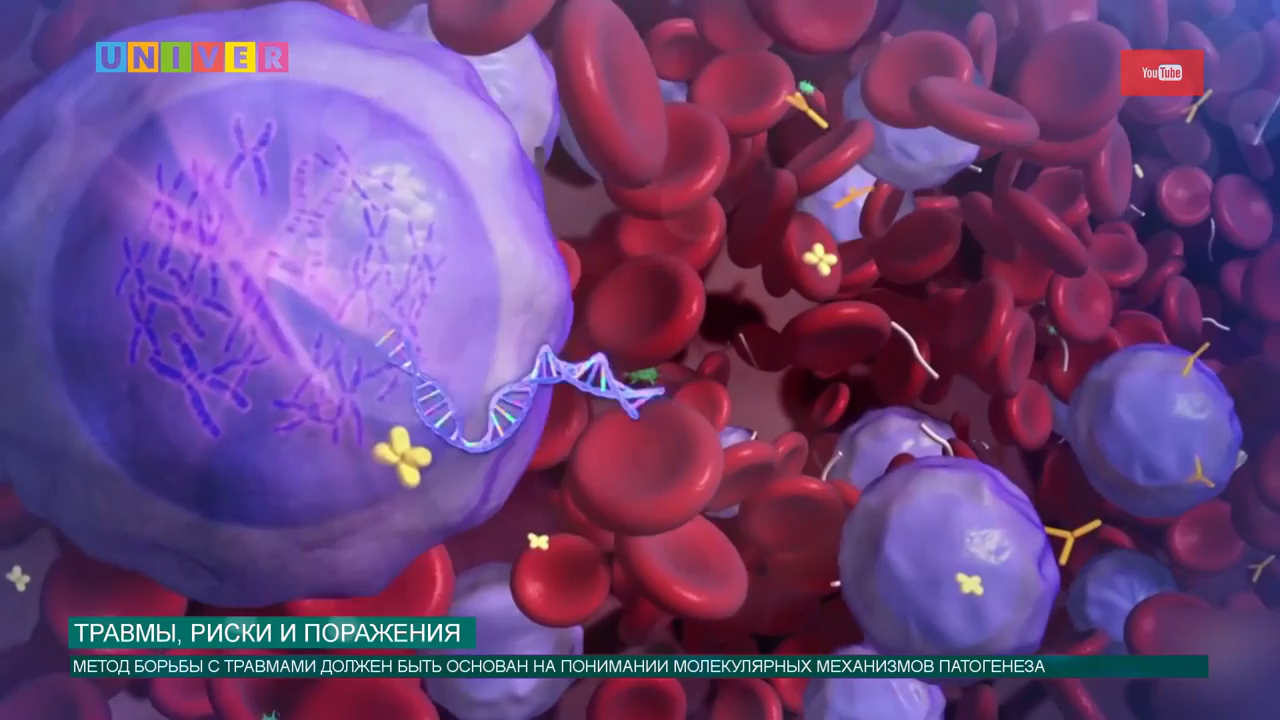 UNIVER
YouTube
ТРАВМЫ, РИСКИ И ПОРАЖЕНИЯ
МЕТОД БОРЬБЫ С ТРАВМАМИ ДОЛЖЕН БЫТЬ ОСНОВАН НА ПОНИМАНИИ МОЛЕКУЛЯРНЫХ МЕХАНИЗМОВ ПАТОГЕНЕЗА